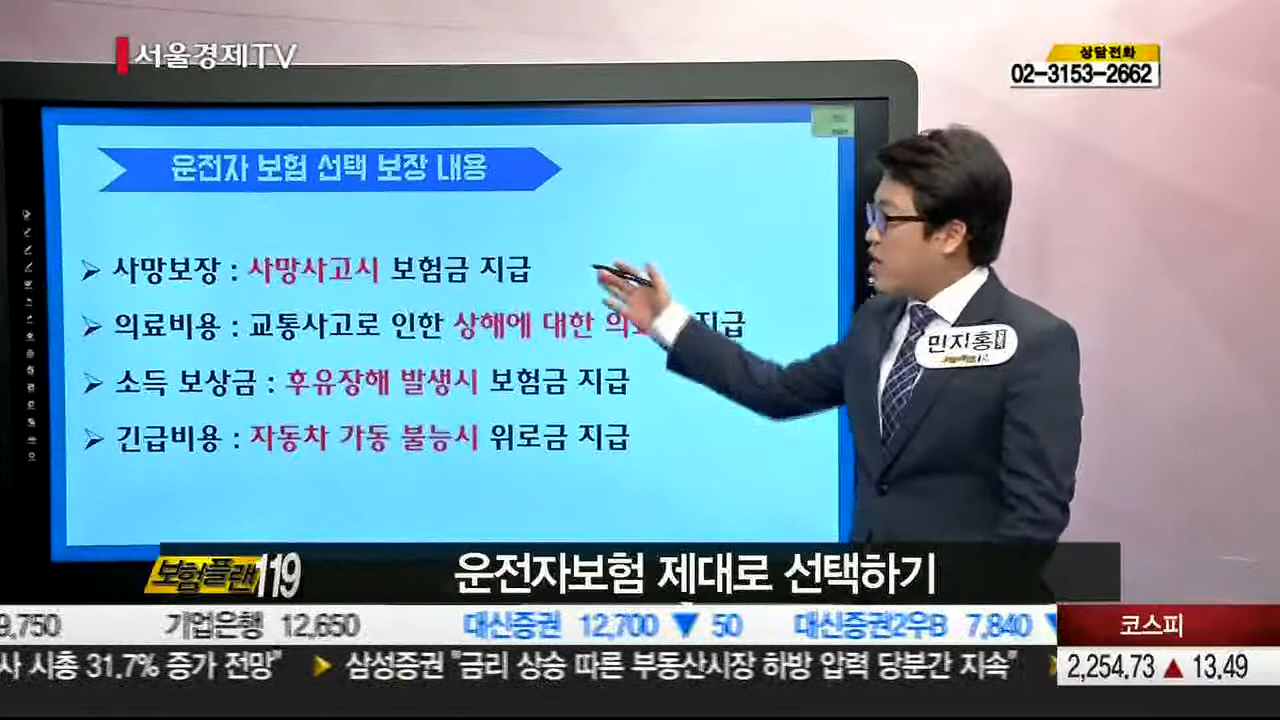 서울경제TV
상담전화
02-3153-2662
운전자 보험 선택 보장 내용
➢ 사망보장 : 사망사고시 보험금 지급
➢ 의료비용 : 교통사고로 인한 상해에 대한 지급
➢ 소득 보상금 : 후유장해 발생시 보험금 지급
➢ 긴급비용 : 자동차 가동 불능시 위로금 지급
민지홍
보험플랜119
운전자보험 제대로 선택하기
9,750 기업은행 12,650 대신증권 12,700 ▼ 50 대신증권2우B 7,840 ▼
코스피
사 시총 31.7% 증가 전망" ▶ 삼성증권 "금리 상승 따른 부동산시장 하방 압력 당분간 지속"
2,254.73 ▲ 13.49